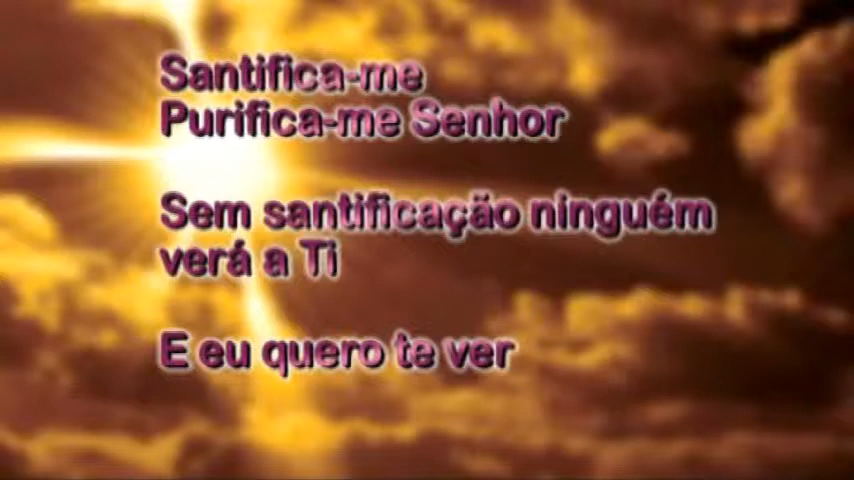 Santifica-me
Purifica-me Senhor
Sem santificação ninguém
verá a Ti
E eu quero te ver